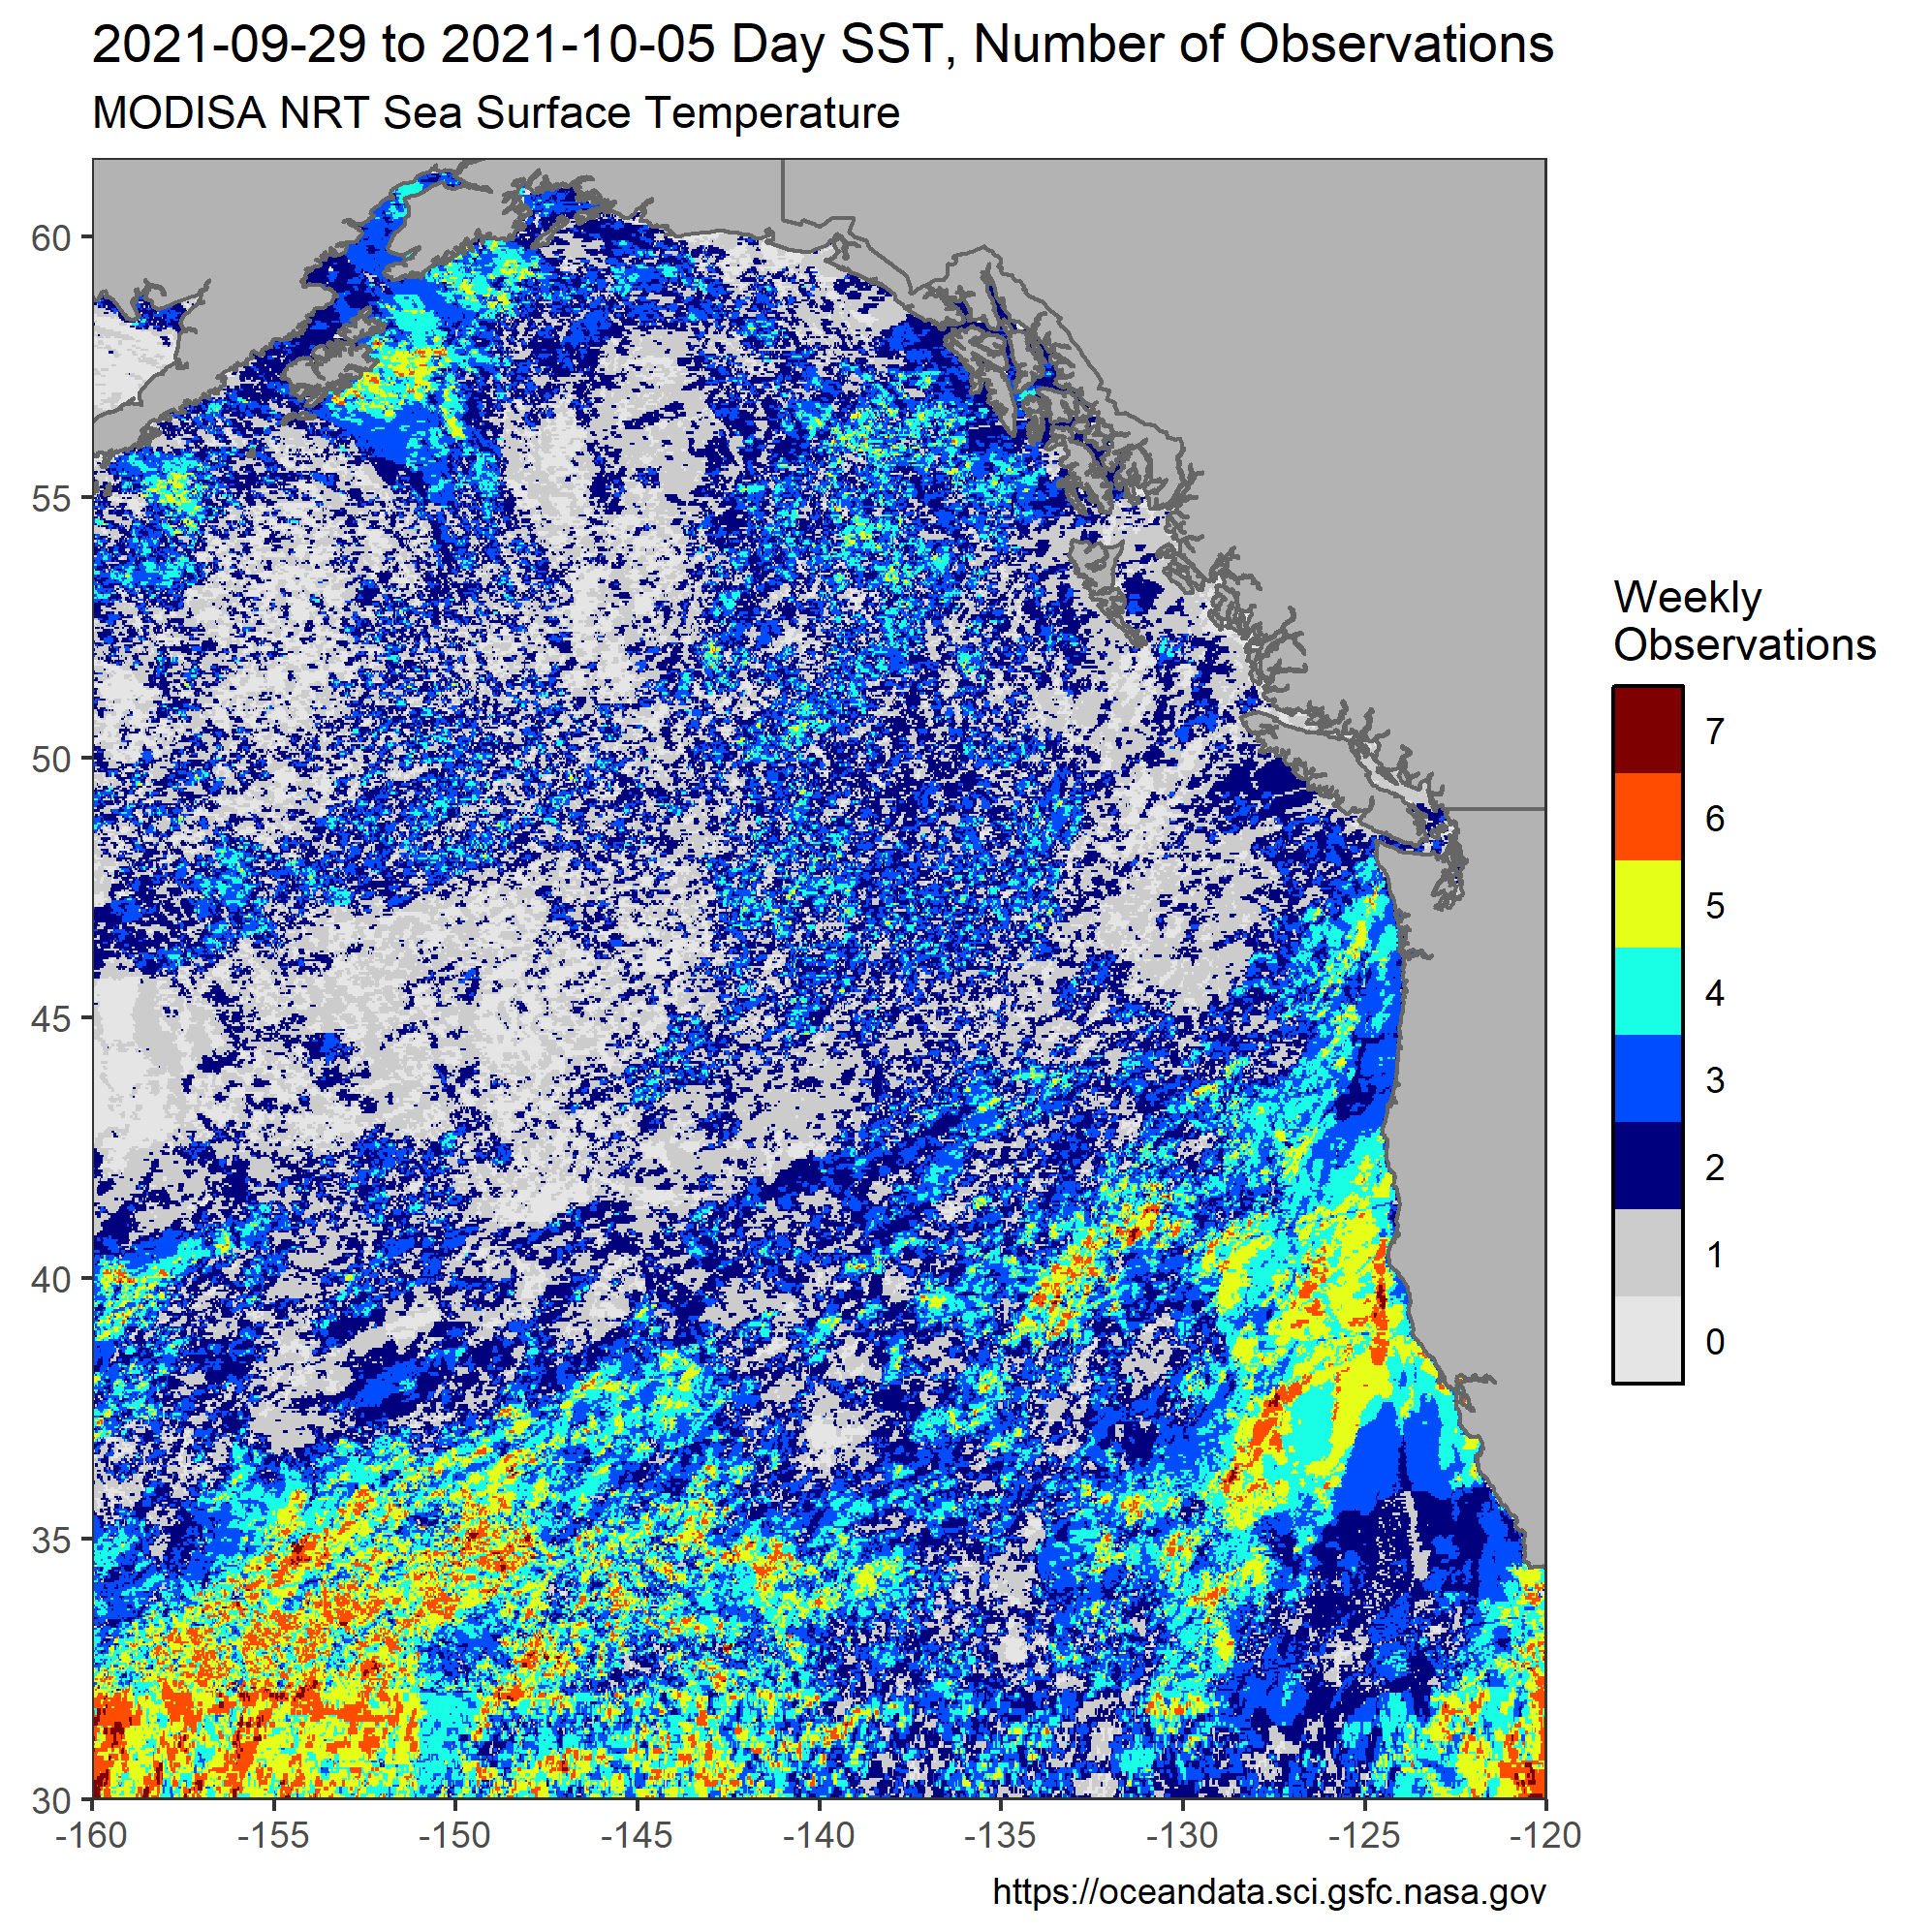 2021-09-29 to 2021-10-05 Day SST, Number of Observations
MODISA NRT Sea Surface Temperature
60
55
50
45
40
35
30
-160 -155 -150 -145 -140 -135 -130 -125 -120
Weekly
Observations
7
6
5
4
3
2
1
0
https://oceandata.sci.gsfc.nasa.gov